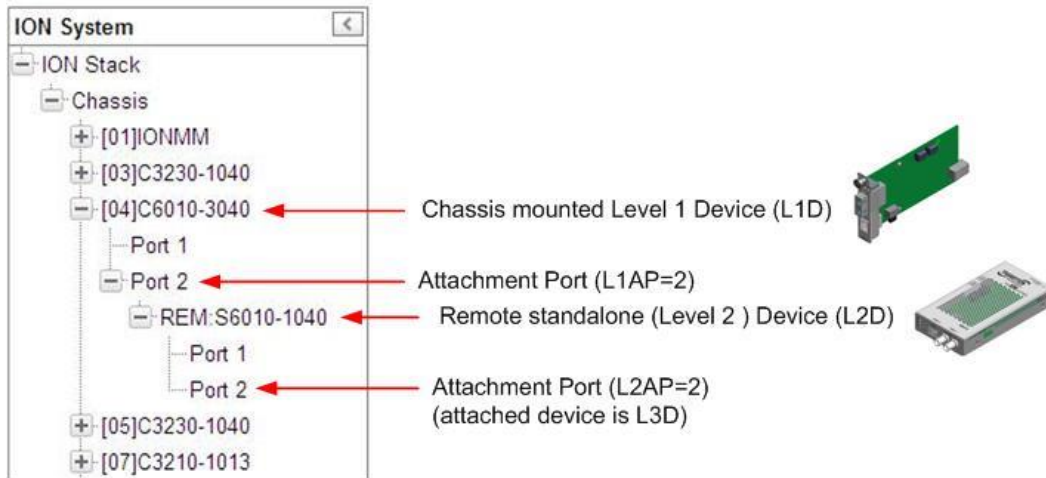 ION System
ION Stack
Chassis
[01]IONMM
[03]C3230-1040
[04]C6010-3040
Chassis mounted Level 1 Device (L1D)
Port 1
Port 2
Attachment Port (L1AP=2)
REM:S6010-1040
Remote standalone (Level 2 ) Device (L2D)
Port 1
Port 2
Attachment Port (L2AP=2)
(attached device is L3D)
[05]C3230-1040
[07]C3210-1013